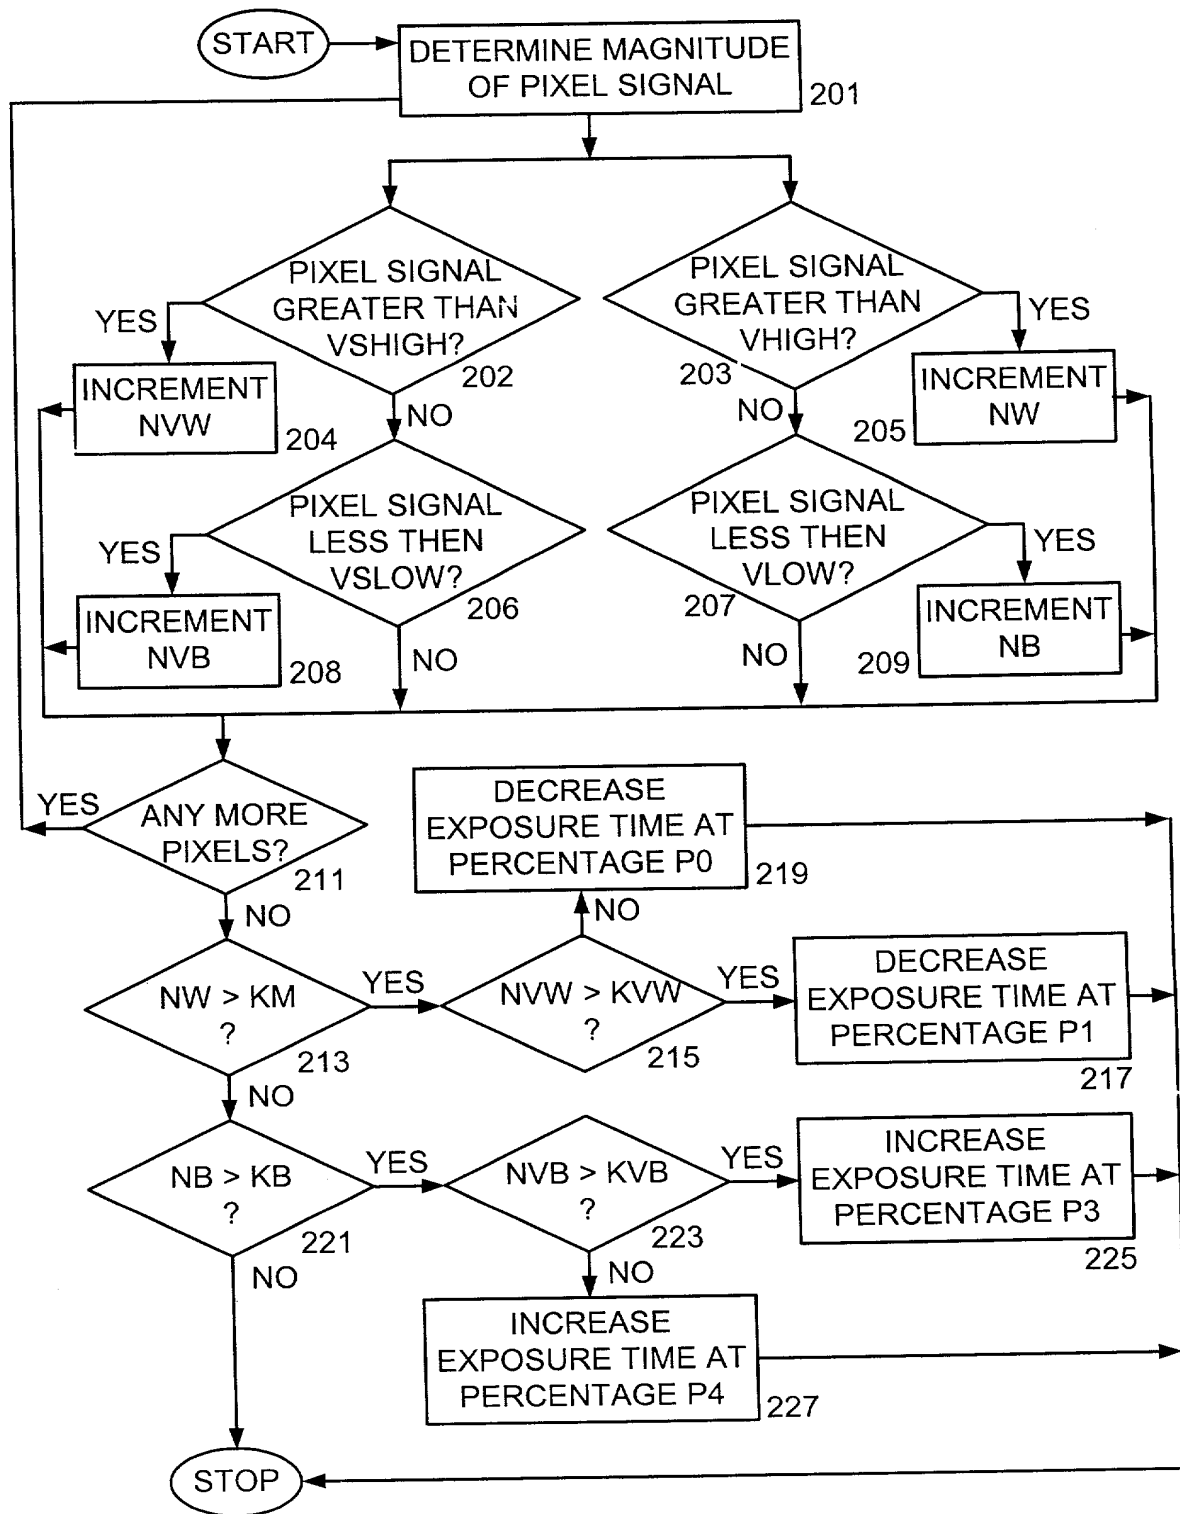 START
DETERMINE MAGNITUDE
OF PIXEL SIGNAL
201
PIXEL SIGNAL
GREATER THAN
VSHIGH?
202
PIXEL SIGNAL
GREATER THAN
VHIGH?
203
YES
YES
INCREMENT
NVW
204
NO
NO
INCREMENT
NW
205
PIXEL SIGNAL
LESS THEN
VSLOW?
206
PIXEL SIGNAL
LESS THEN
VLOW?
207
YES
YES
INCREMENT
NVB
208
NO
NO
INCREMENT
NB
209
YES
ANY MORE
PIXELS?
211
DECREASE
EXPOSURE TIME AT
PERCENTAGE P0
219
NO
NO
NW > KM
?
213
YES
NVW > KVW
?
215
YES
DECREASE
EXPOSURE TIME AT
PERCENTAGE P1
217
NO
NB > KB
?
221
YES
NVB > KVB
?
223
YES
INCREASE
EXPOSURE TIME AT
PERCENTAGE P3
225
NO
NO
INCREASE
EXPOSURE TIME AT
PERCENTAGE P4
227
STOP